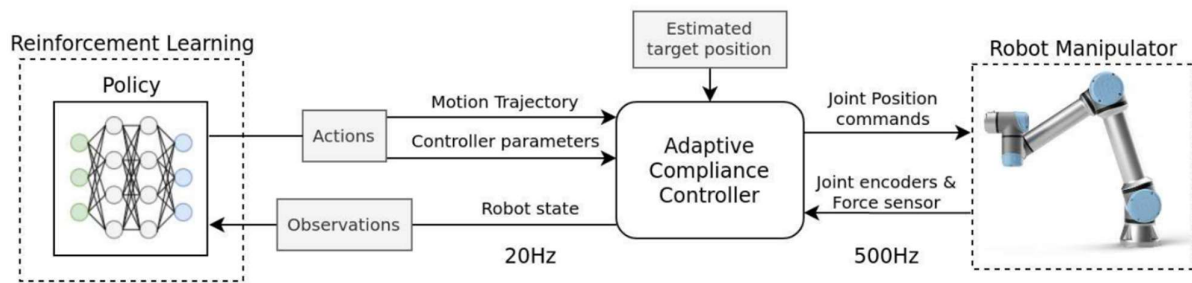 Reinforcement Learning
Policy
Actions
Motion Trajectory
Controller parameters
Observations
Robot state
20Hz
Estimated
target position
Adaptive
Compliance
Controller
Joint Position
commands
Joint encoders &
Force sensor
500Hz
Robot Manipulator